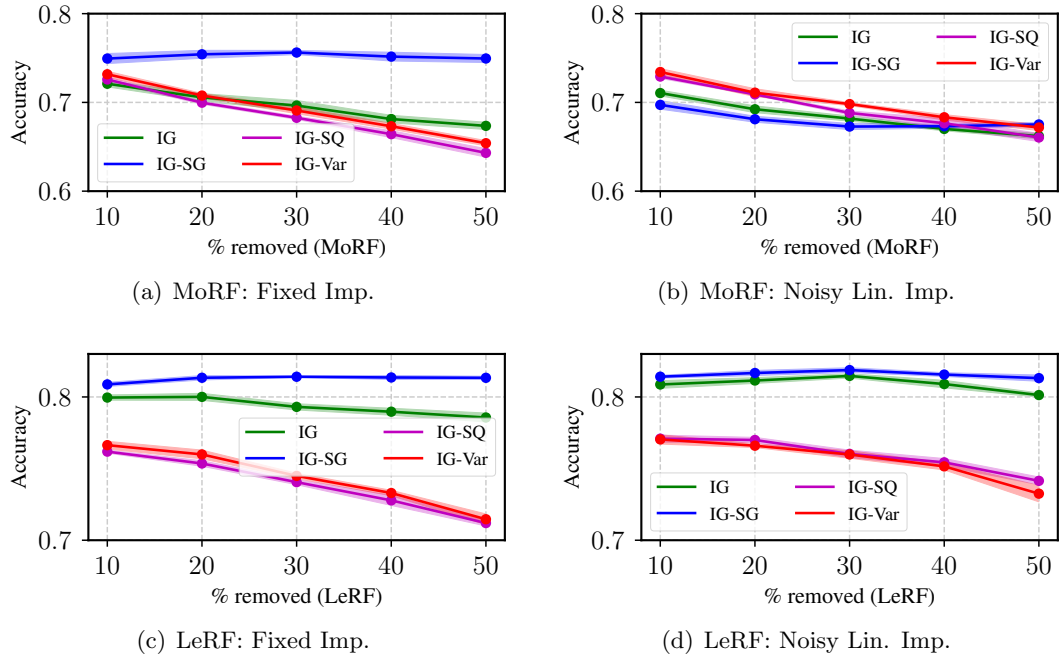 0.8
0.7
0.6
Accuracy
IG
IG-SG
IG-SQ
IG-Var
10 20 30 40 50
% removed (MoRF)
(a) MoRF: Fixed Imp.
0.8
0.7
0.6
Accuracy
IG
IG-SG
IG-SQ
IG-Var
10 20 30 40 50
% removed (MoRF)
(b) MoRF: Noisy Lin. Imp.
0.8
0.7
Accuracy
IG
IG-SG
IG-SQ
IG-Var
10 20 30 40 50
% removed (LeRF)
(c) LeRF: Fixed Imp.
0.8
0.7
Accuracy
IG
IG-SG
IG-SQ
IG-Var
10 20 30 40 50
% removed (LeRF)
(d) LeRF: Noisy Lin. Imp.